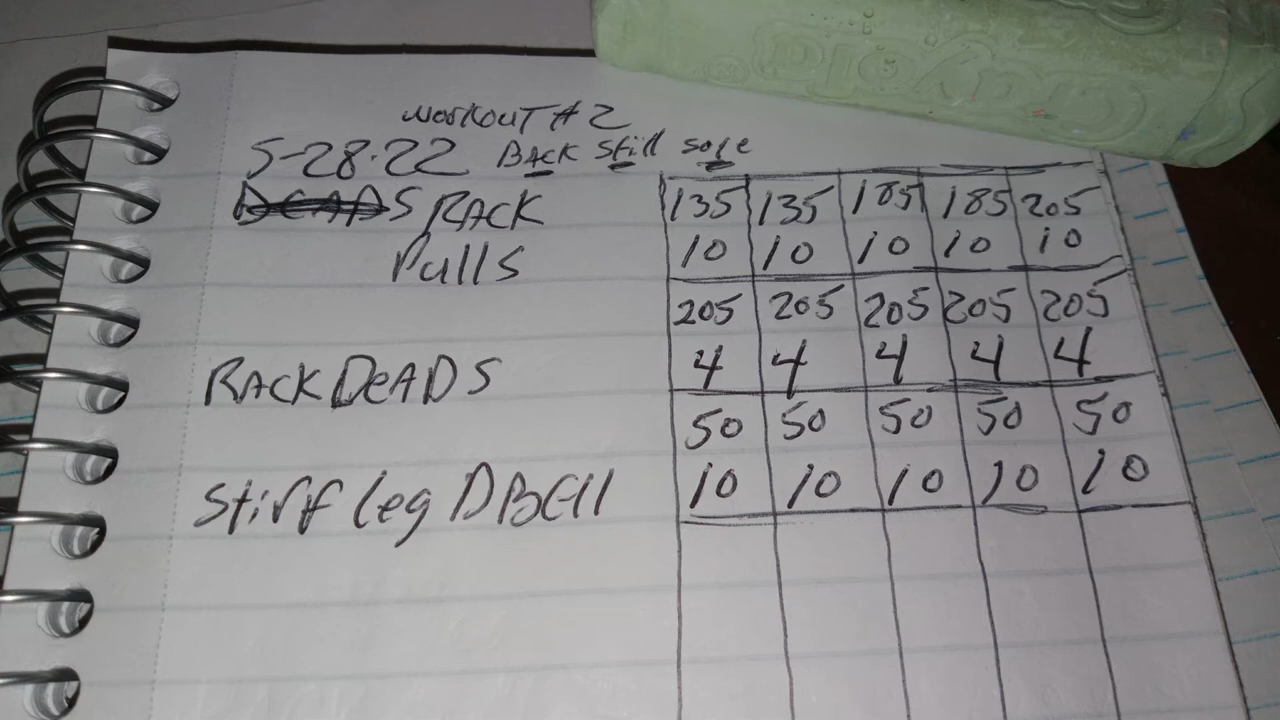 Workout #2
5-28-22 Back still sore
DEADS RACK 135 135 185 185 205
Pulls 10 10 10 10 10
205 205 205 205 205
RACK DEADS 4 4 4 4 4
50 50 50 50 50
Stiff leg DBell 10 10 10 10 10